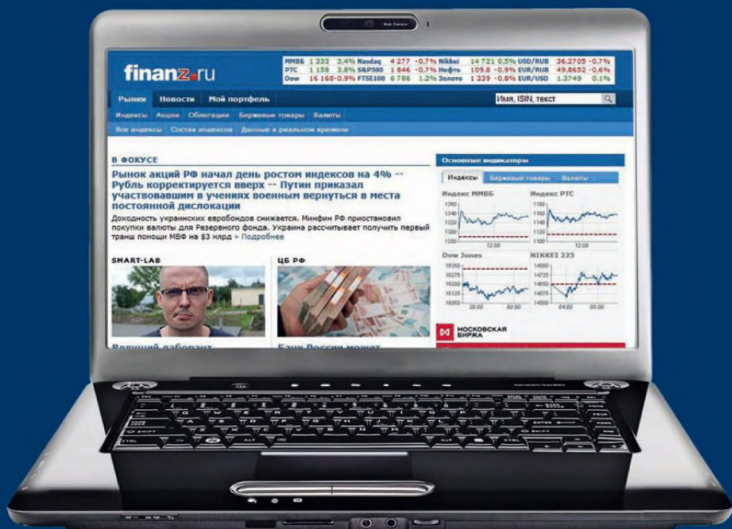 finanz.ru
ММВБ 1 333 3.4% Nasdaq 4 277 -0,7% Nikkei 14 721 0,5% USD/RUB 36,2705 -0,7%
РТС 1 158 3.8% S&P500 1 846 -0,7% Нефть 109.8 -0,9% EUR/RUB 49,8652 -0,6%
Dow 16 168 -0.9% FTSE100 6 786 1.2% Золото 1 339 -0.8% EUR/USD 1.3749 0.1%
Рынки Новости Мой портфель
Имя, ISIN, текст
Индексы Акции Облигации Биржевые товары Валюты
Все индексы Состав индексов Данные в реальном времени
В ФОКУСЕ
Рынок акций РФ начал день ростом индексов на 4% --
Рубль корректируется вверх -- Путин приказал
участвовавшим в учениях военным вернуться в места
постоянной дислокации
Доходность украинских евробондов снижается. Минфин РФ приостановил
покупки валюты для Резервного фонда. Украина рассчитывает получить первый
транш помощи МВФ на $3 млрд » Подробнее
SMART-LAB
ЦБ РФ
Ведущий лаборант
Банк России может
Основные индикаторы
Индексы Биржевые товары Валюты
Индекс ММВБ
Индекс РТС
12:00
12:00
Dow Jones
NIKKEI 225
МОСКОВСКАЯ
БИРЖА